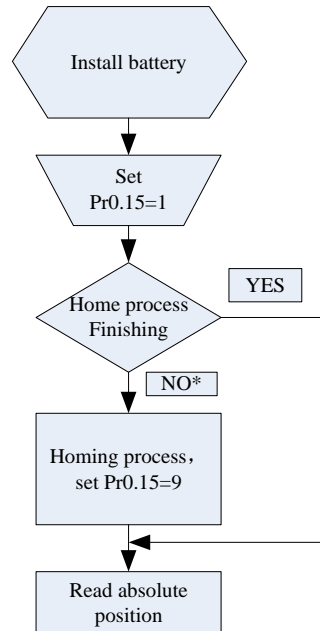 Install battery
Set
Pr0.15=1
Home process
Finishing
YES
NO*
Homing process，
set Pr0.15=9
Read absolute
position